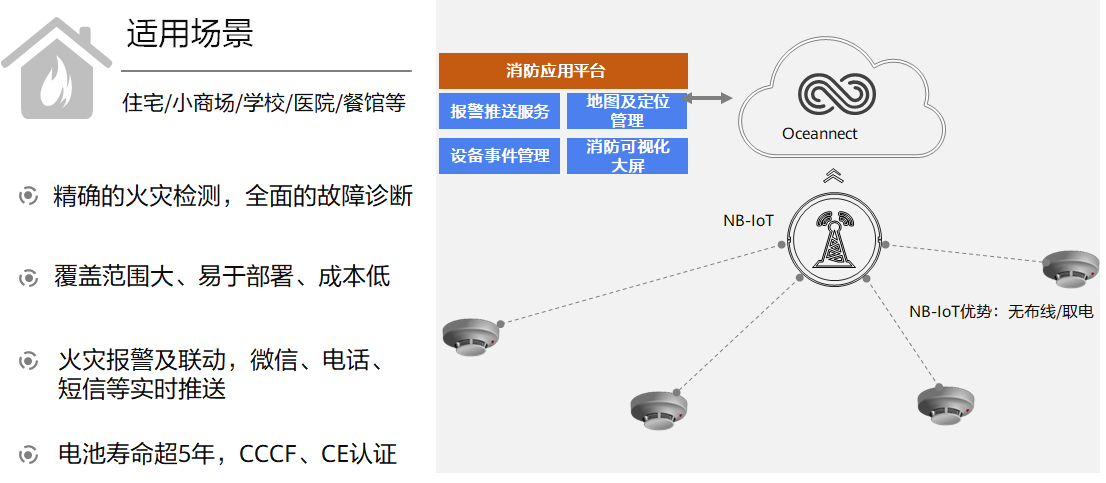 适用场景
住宅/小商场/学校/医院/餐馆等
精确的火灾检测，全面的故障诊断
覆盖范围大、易于部署、成本低
火灾报警及联动，微信、电话、
短信等实时推送
电池寿命超5年，CCCF、CE认证
消防应用平台
报警推送服务
地图及定位
管理
设备事件管理
消防可视化
大屏
Oceannect
NB-IoT
NB-IoT优势：无布线/取电